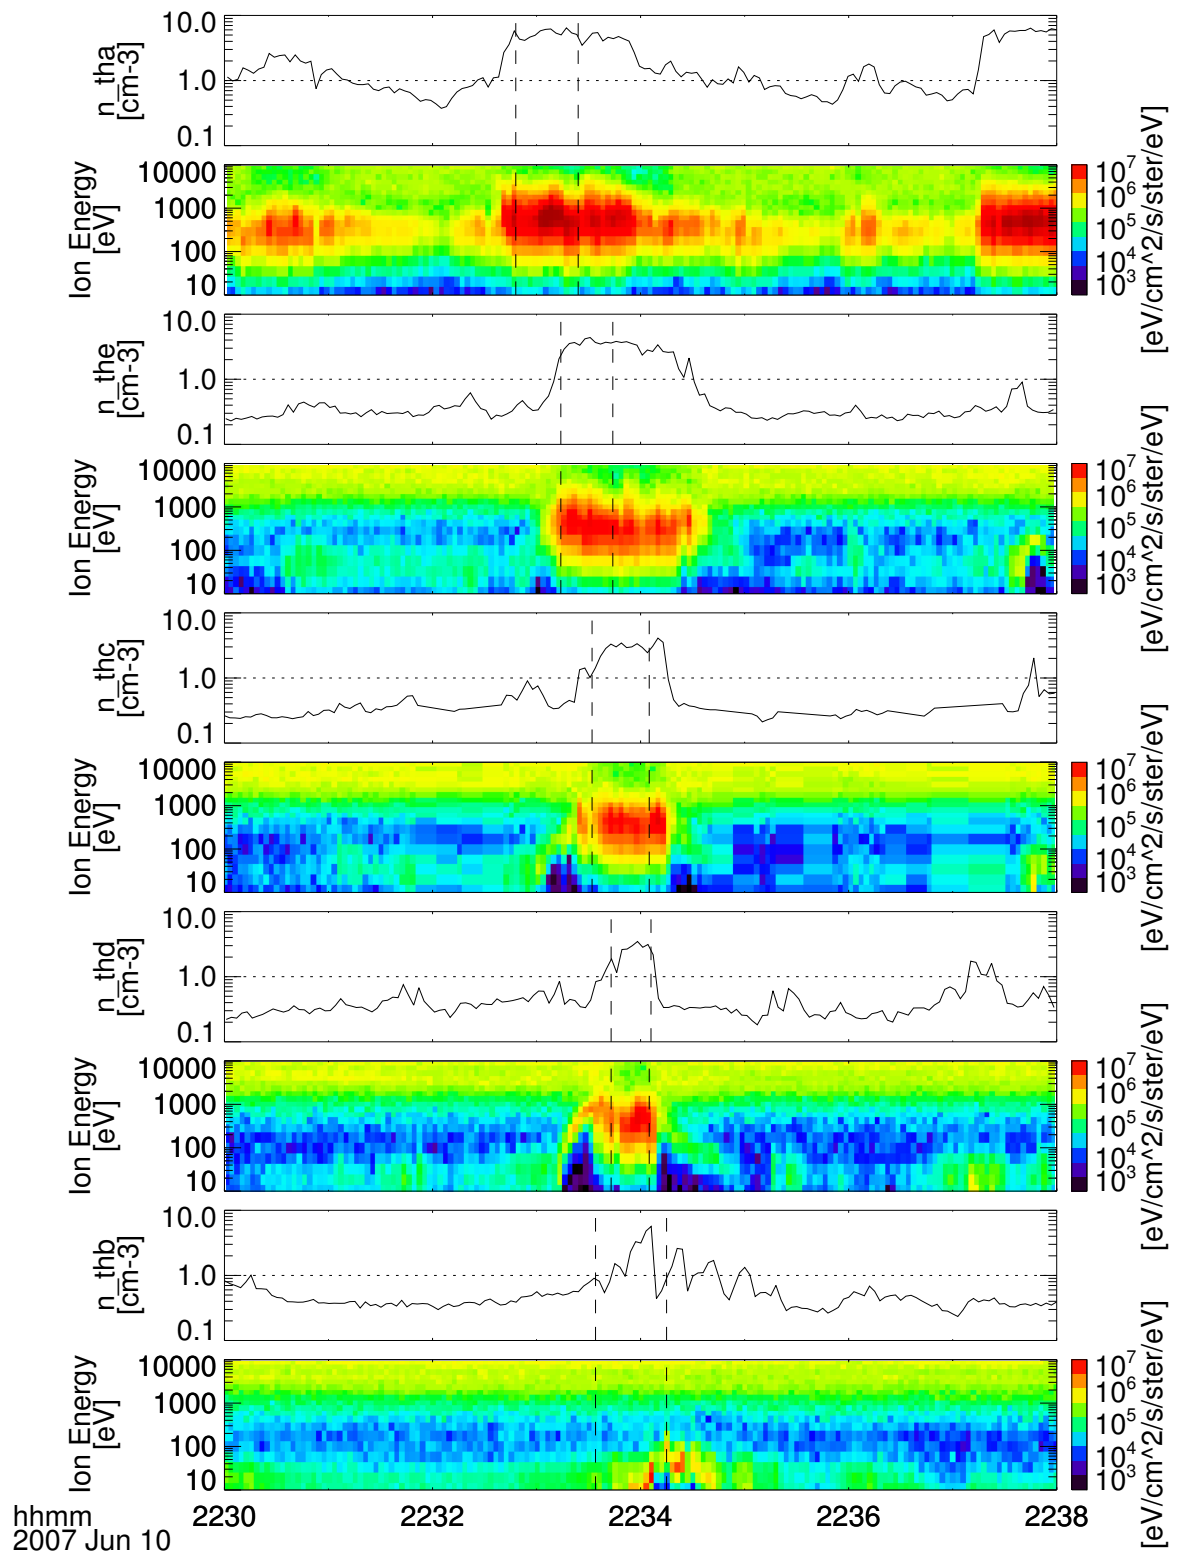 10.0
1.0
0.1
n_tha
[cm-3]
10000
1000
100
10
Ion Energy
[eV]
10^7
10^6
10^5
10^4
10^3
[eV/cm^2/s/ster/eV]
10.0
1.0
0.1
n_the
[cm-3]
10000
1000
100
10
Ion Energy
[eV]
10^7
10^6
10^5
10^4
10^3
[eV/cm^2/s/ster/eV]
10.0
1.0
0.1
n_thc
[cm-3]
10000
1000
100
10
Ion Energy
[eV]
10^7
10^6
10^5
10^4
10^3
[eV/cm^2/s/ster/eV]
10.0
1.0
0.1
n_thd
[cm-3]
10000
1000
100
10
Ion Energy
[eV]
10^7
10^6
10^5
10^4
10^3
[eV/cm^2/s/ster/eV]
10.0
1.0
0.1
n_thb
[cm-3]
10000
1000
100
10
Ion Energy
[eV]
10^7
10^6
10^5
10^4
10^3
[eV/cm^2/s/ster/eV]
hhmm
2007 Jun 10
2230 2232 2234 2236 2238